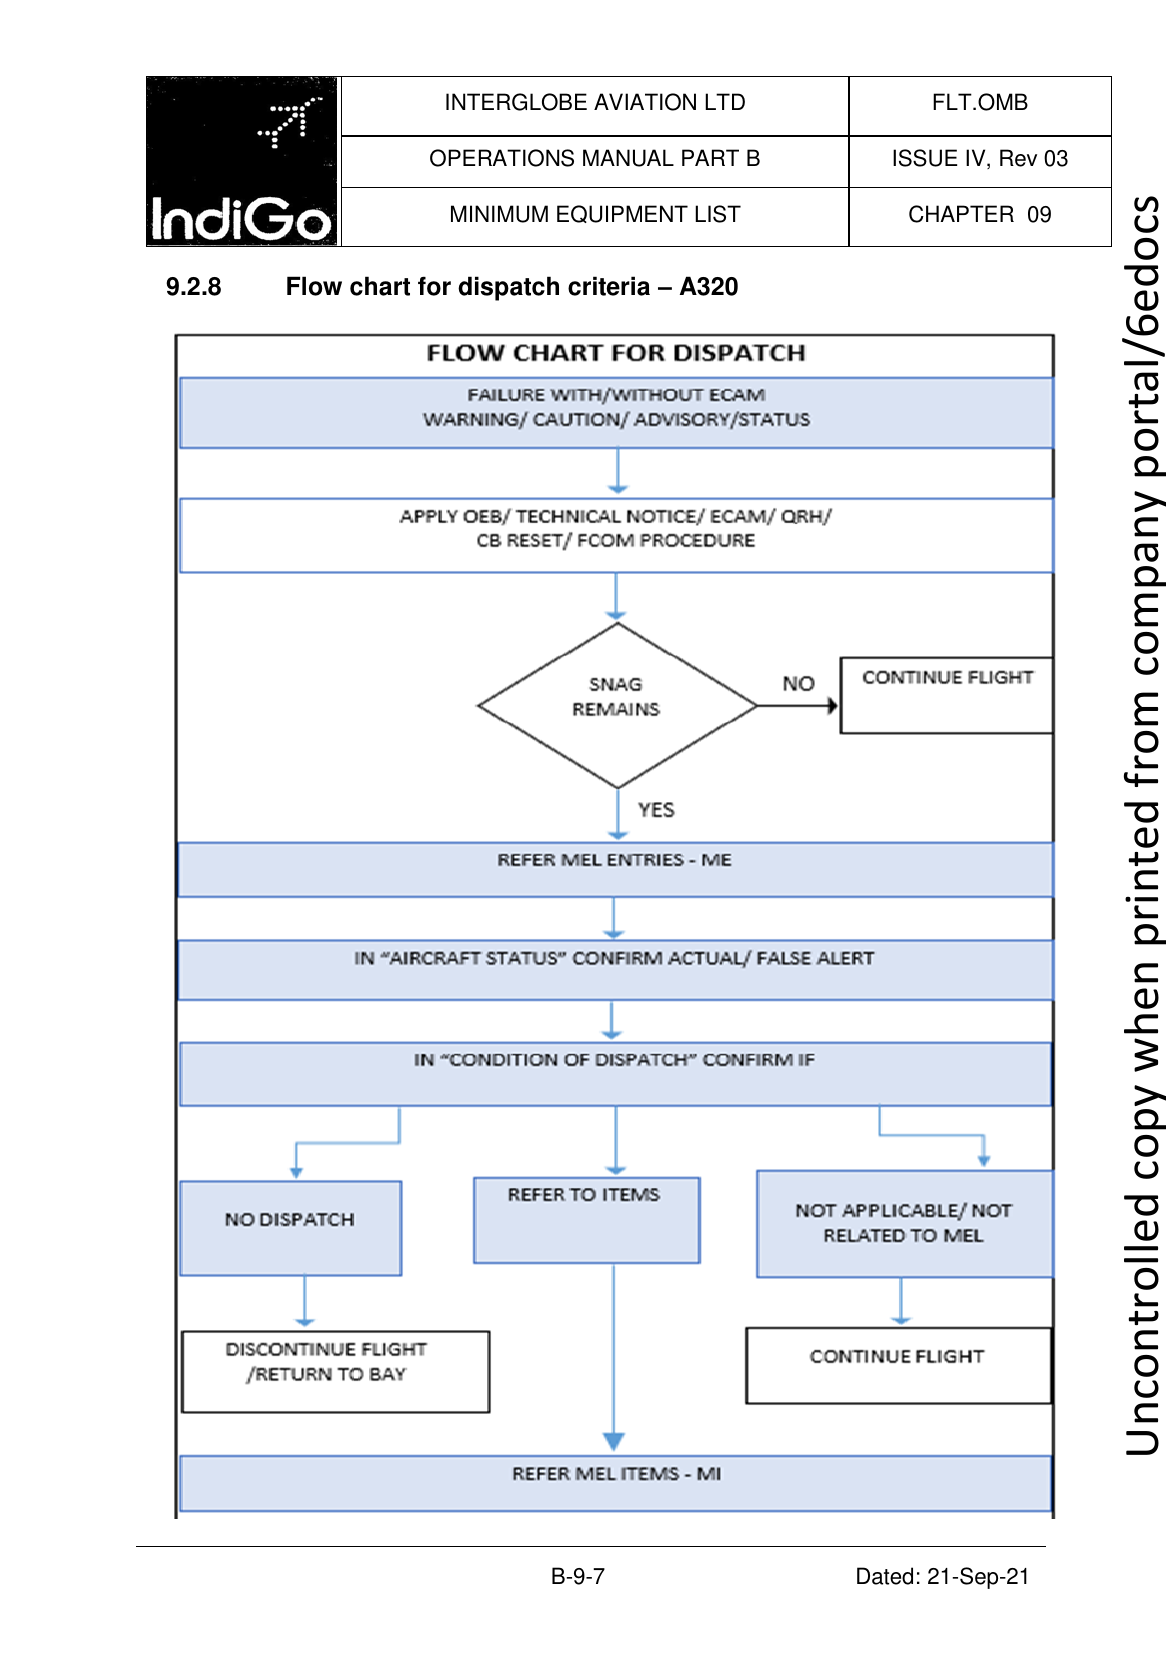 IndiGo
INTERGLOBE AVIATION LTD
FLT.OMB
OPERATIONS MANUAL PART B
ISSUE IV, Rev 03
MINIMUM EQUIPMENT LIST
CHAPTER 09
9.2.8 Flow chart for dispatch criteria – A320
FLOW CHART FOR DISPATCH
FAILURE WITH/WITHOUT ECAM
WARNING/ CAUTION/ ADVISORY/STATUS
APPLY OEB/ TECHNICAL NOTICE/ ECAM/ QRH/
CB RESET/ FCOM PROCEDURE
SNAG
REMAINS
NO
CONTINUE FLIGHT
YES
REFER MEL ENTRIES - ME
IN “AIRCRAFT STATUS” CONFIRM ACTUAL/ FALSE ALERT
IN “CONDITION OF DISPATCH” CONFIRM IF
NO DISPATCH
REFER TO ITEMS
NOT APPLICABLE/ NOT
RELATED TO MEL
DISCONTINUE FLIGHT
/RETURN TO BAY
CONTINUE FLIGHT
REFER MEL ITEMS - MI
B-9-7
Dated: 21-Sep-21
Uncontrolled copy when printed from company portal/6edocs